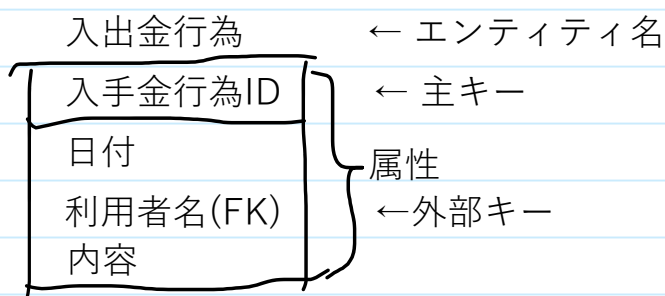 入出金行為 ← エンティティ名
入手金行為ID ← 主キー
日付
属性
利用者名(FK) ←外部キー
内容